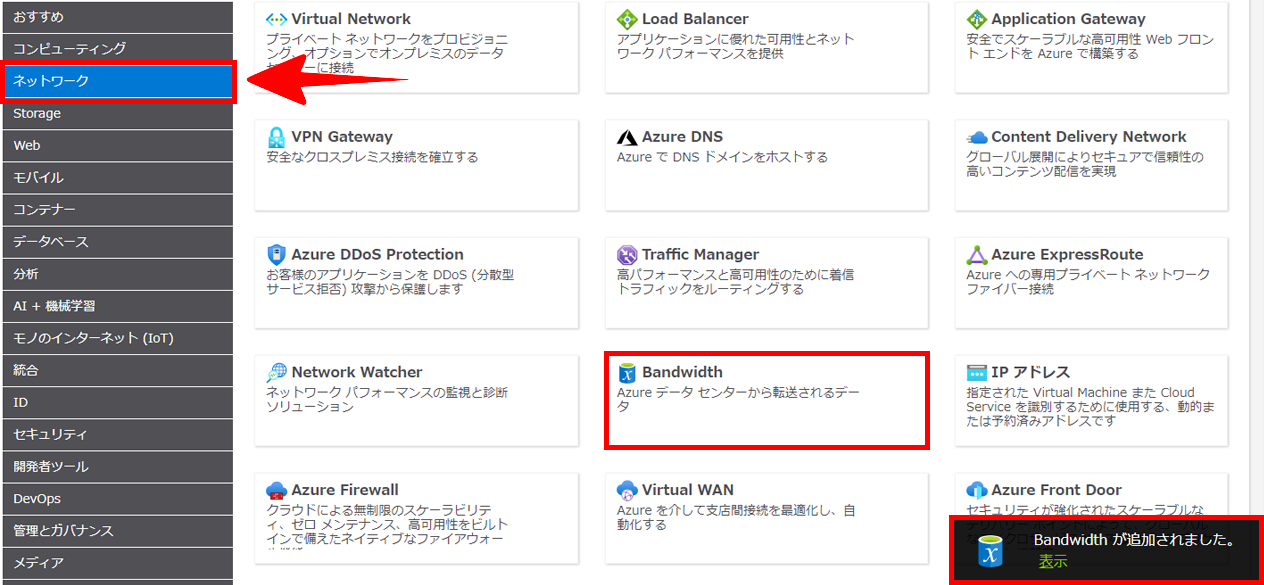 おすすめ
コンピューティング
ネットワーク
Storage
Web
モバイル
コンテナー
データベース
分析
AI + 機械学習
モノのインターネット (IoT)
統合
ID
セキュリティ
開発者ツール
DevOps
管理とガバナンス
メディア
Virtual Network
プライベート ネットワークをプロビジョニ
ング、オプションでオンプレミスのデータ
センターに接続
Load Balancer
アプリケーションに優れた可用性とネット
ワーク パフォーマンスを提供
Application Gateway
安全でスケーラブルな高可用性 Web フロン
ト エンドを Azure で構築する
VPN Gateway
安全なクロスプレミス接続を確立する
Azure DNS
Azure で DNS ドメインをホストする
Content Delivery Network
グローバル展開によりセキュアで信頼性の
高いコンテンツ配信を実現
Azure DDoS Protection
お客様のアプリケーションを DDoS (分散型
サービス拒否) 攻撃から保護します
Traffic Manager
高パフォーマンスと高可用性のために着信
トラフィックをルーティングする
Azure ExpressRoute
Azure への専用プライベート ネットワーク
ファイバー接続
Network Watcher
ネットワーク パフォーマンスの監視と診断
ソリューション
Bandwidth
Azure データ センターから転送されるデー
タ
IP アドレス
指定された Virtual Machine また Cloud
Service を識別するために使用する、動的ま
たは予約済みアドレスです
Azure Firewall
クラウドによる無制限のスケーラビリテ
ィ、ゼロ メンテナンス、高可用性をビルト
インで備えたネイティブなファイアウォー
Virtual WAN
Azure を介して支店間接続を最適化し、自
動化する
Azure Front Door
セキュリティが強化されたスケーラブルな
Bandwidth が追加されました。
表示